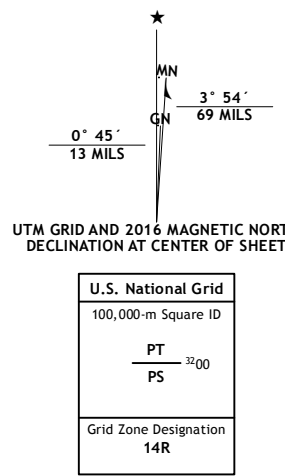 ★
MN
3° 54´
69 MILS
GN
0° 45´
13 MILS
UTM GRID AND 2016 MAGNETIC NORT
DECLINATION AT CENTER OF SHEET
U.S. National Grid
100,000-m Square ID
PT
3200
PS
Grid Zone Designation
14R